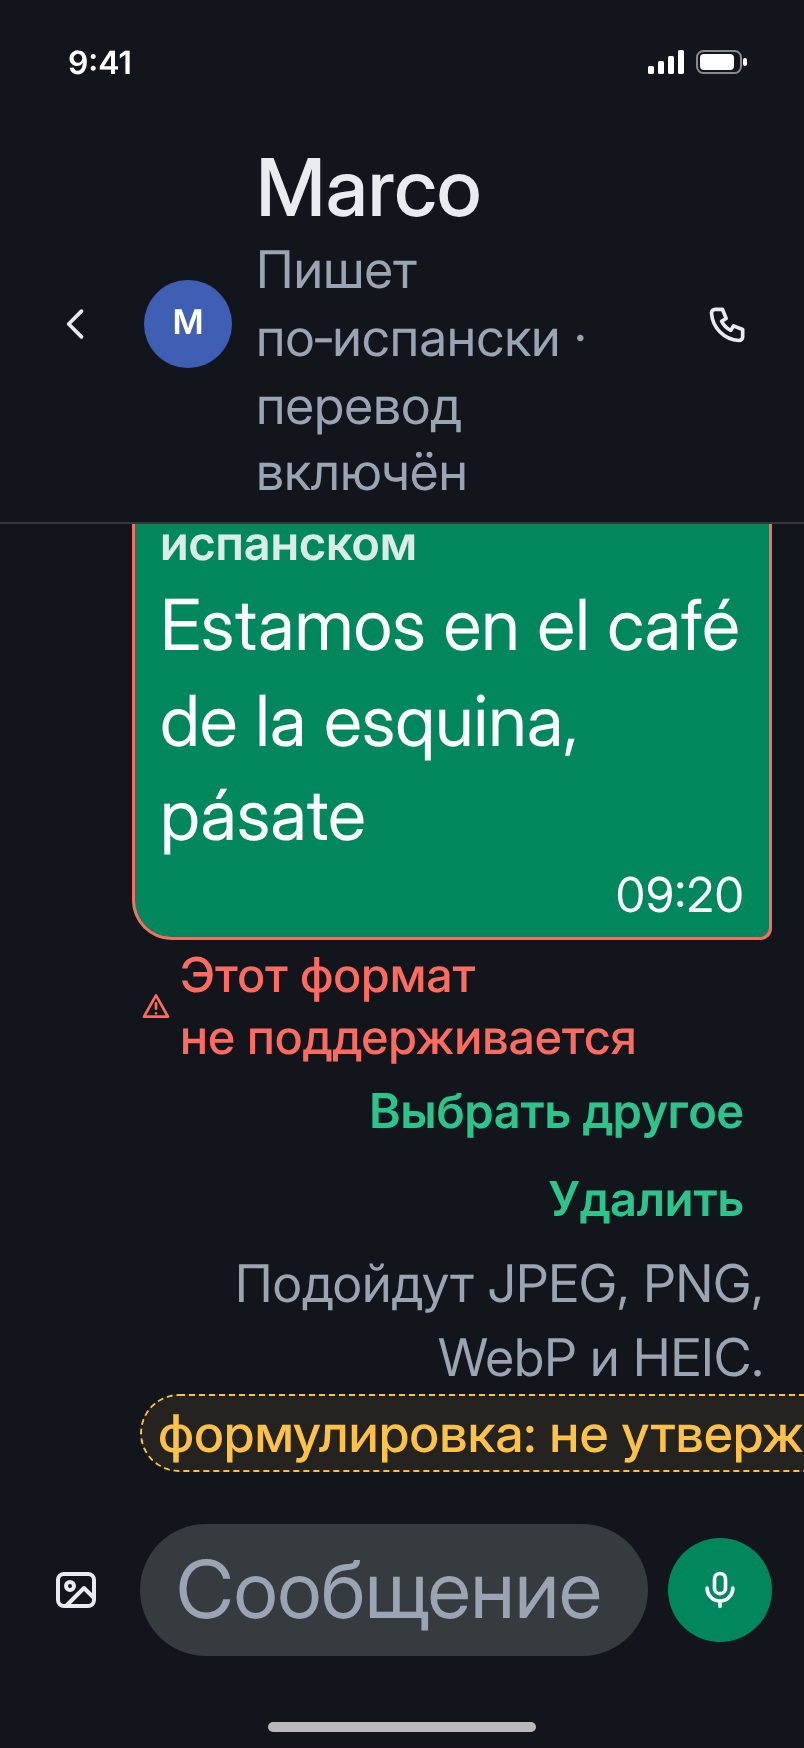 9:41
Marco
Пишет
по-испански ·
перевод
включён
M
испанском
Estamos en el café
de la esquina,
pásate
09:20
Этот формат
не поддерживается
Выбрать другое
Удалить
Подойдут JPEG, PNG,
WebP и HEIC.
формулировка: не утверж
Сообщение